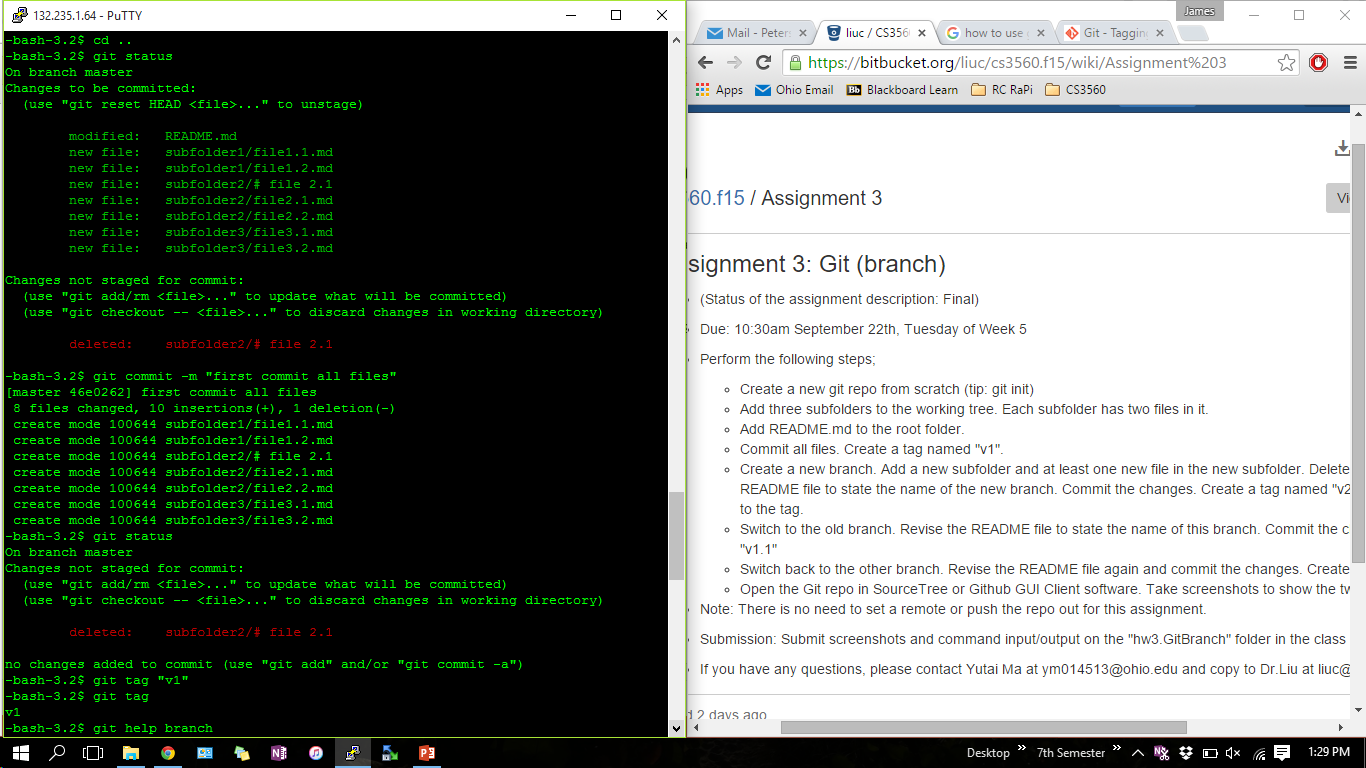 132.235.1.64 - PuTTY
-bash-3.2$ cd ..
-bash-3.2$ git status
On branch master
Changes to be committed:
(use "git reset HEAD <file>..." to unstage)
modified: README.md
new file: subfolder1/file1.1.md
new file: subfolder1/file1.2.md
new file: subfolder2/# file 2.1
new file: subfolder2/file2.1.md
new file: subfolder2/file2.2.md
new file: subfolder3/file3.1.md
new file: subfolder3/file3.2.md
Changes not staged for commit:
(use "git add/rm <file>..." to update what will be committed)
(use "git checkout -- <file>..." to discard changes in working directory)
deleted: subfolder2/# file 2.1
-bash-3.2$ git commit -m "first commit all files"
[master 46e0262] first commit all files
8 files changed, 10 insertions(+), 1 deletion(-)
create mode 100644 subfolder1/file1.1.md
create mode 100644 subfolder1/file1.2.md
create mode 100644 subfolder2/# file 2.1
create mode 100644 subfolder2/file2.1.md
create mode 100644 subfolder2/file2.2.md
create mode 100644 subfolder3/file3.1.md
create mode 100644 subfolder3/file3.2.md
-bash-3.2$ git status
On branch master
Changes not staged for commit:
(use "git add/rm <file>..." to update what will be committed)
(use "git checkout -- <file>..." to discard changes in working directory)
deleted: subfolder2/# file 2.1
no changes added to commit (use "git add" and/or "git commit -a")
-bash-3.2$ git tag "v1"
-bash-3.2$ git tag
v1
-bash-3.2$ git help branch
James
Mail - Peters
liuc / CS3560
how to use
Git - Tagging
https://bitbucket.org/liuc/cs3560.f15/wiki/Assignment%203
Apps Ohio Email Bb Blackboard Learn RC RaPi CS3560
60.f15 / Assignment 3
Vi
signment 3: Git (branch)
(Status of the assignment description: Final)
Due: 10:30am September 22th, Tuesday of Week 5
Perform the following steps;
Create a new git repo from scratch (tip: git init)
Add three subfolders to the working tree. Each subfolder has two files in it.
Add README.md to the root folder.
Commit all files. Create a tag named "v1".
Create a new branch. Add a new subfolder and at least one new file in the new subfolder. Delete
README file to state the name of the new branch. Commit the changes. Create a tag named "v2
to the tag.
Switch to the old branch. Revise the README file to state the name of this branch. Commit the c
"v1.1"
Switch back to the other branch. Revise the README file again and commit the changes. Create
Open the Git repo in SourceTree or Github GUI Client software. Take screenshots to show the tw
Note: There is no need to set a remote or push the repo out for this assignment.
Submission: Submit screenshots and command input/output on the "hw3.GitBranch" folder in the class
If you have any questions, please contact Yutai Ma at ym014513@ohio.edu and copy to Dr.Liu at liuc@
d 2 days ago
Desktop » 7th Semester » 1:29 PM